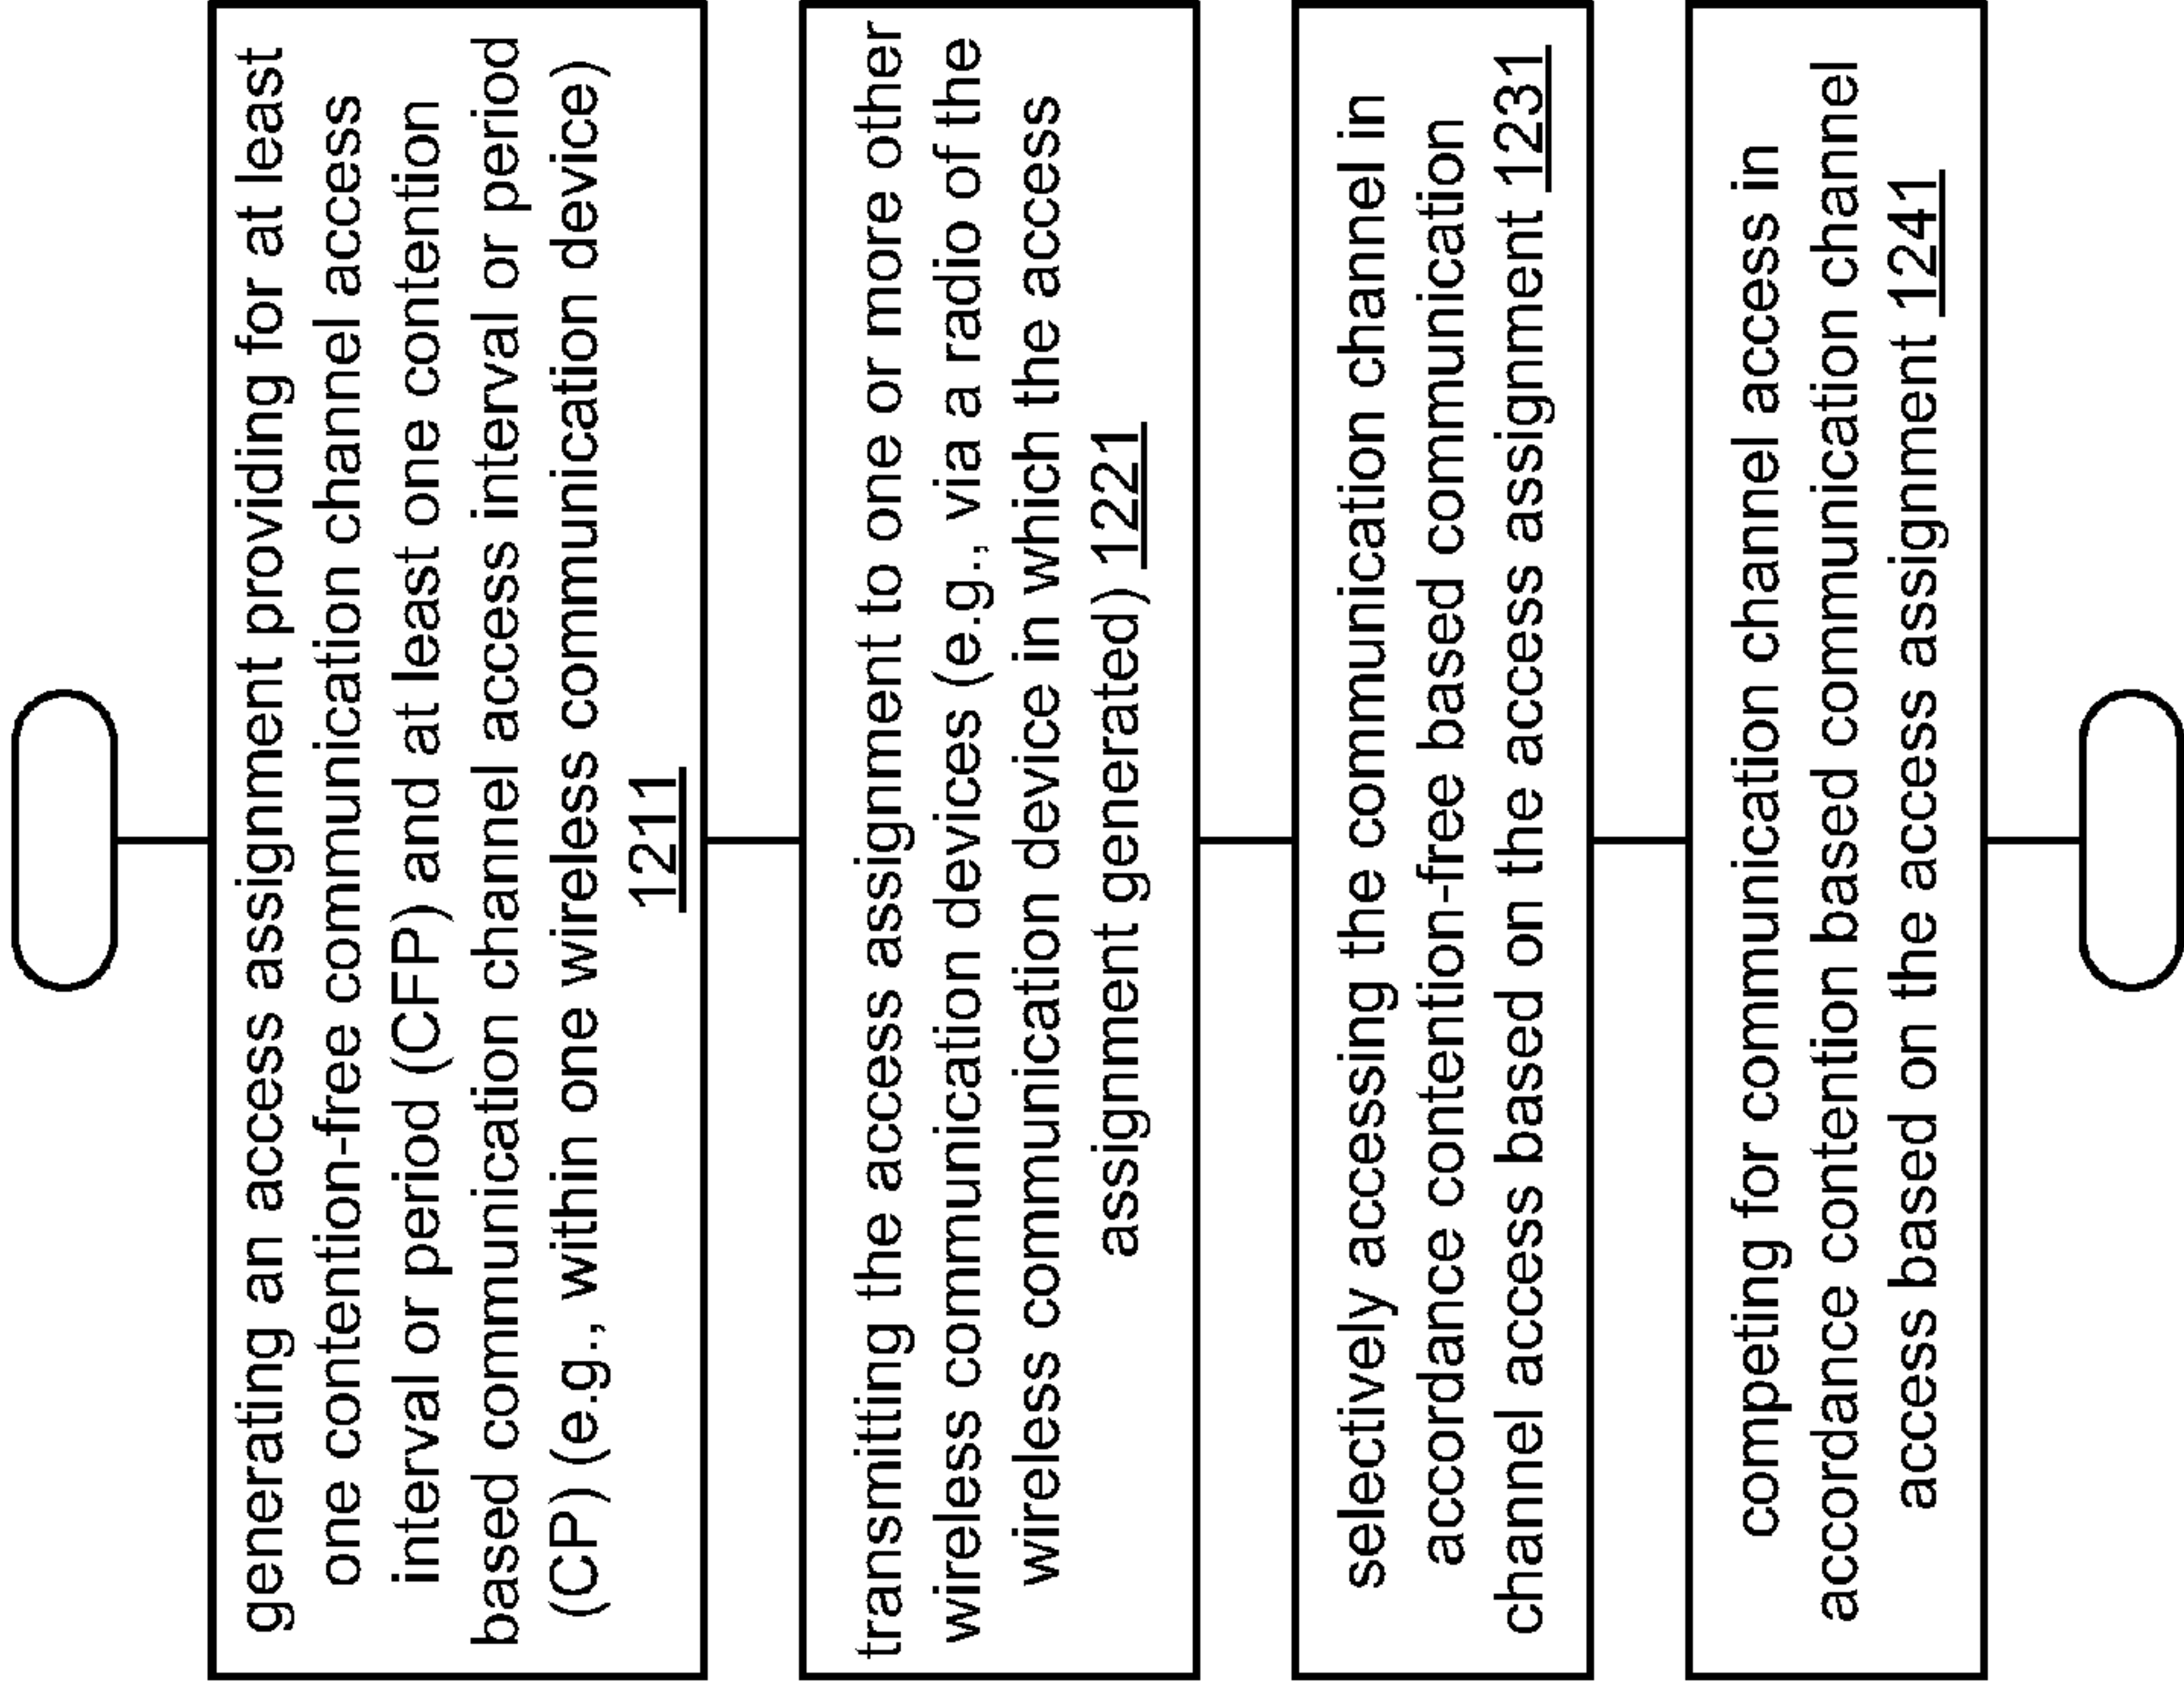 generating an access assignment providing for at least
one contention-free communication channel access
interval or period (CFP) and at least one contention
based communication channel access interval or period
(CP) (e.g., within one wireless communication device)
1211
transmitting the access assignment to one or more other
wireless communication devices (e.g., via a radio of the
wireless communication device in which the access
assignment generated) 1221
selectively accessing the communication channel in
accordance contention-free based communication
channel access based on the access assignment 1231
competing for communication channel access in
accordance contention based communication channel
access based on the access assignment 1241